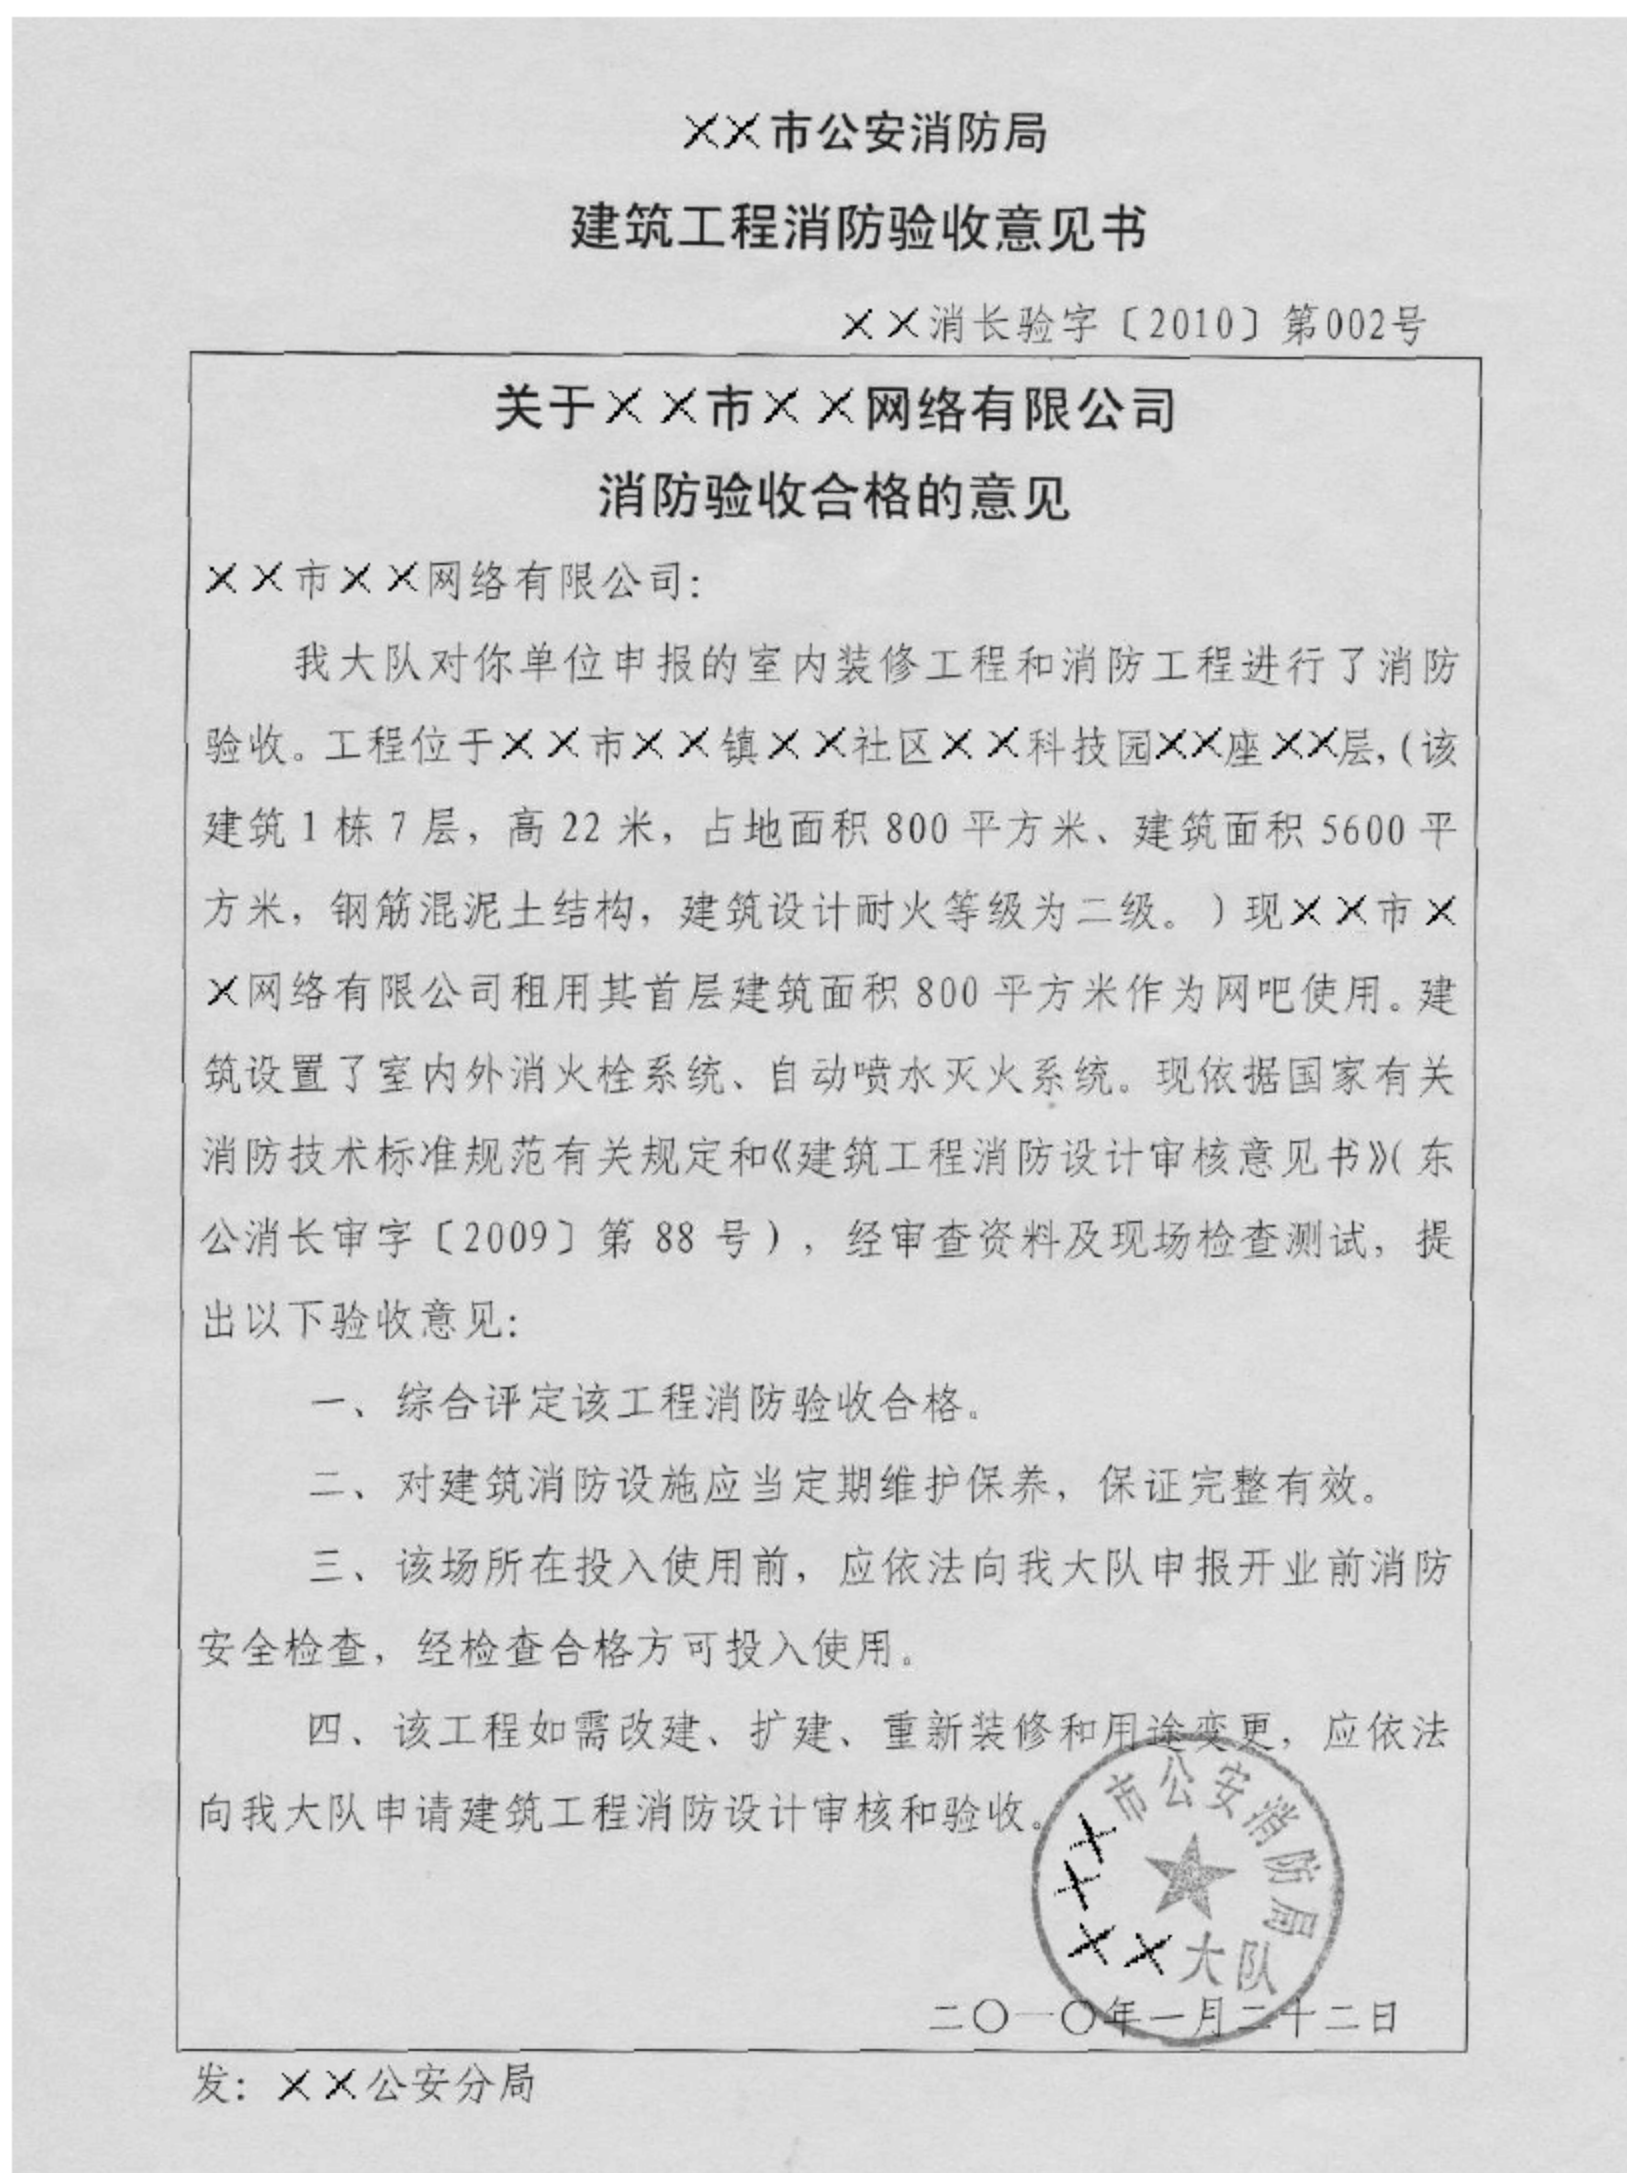 ××市公安消防局
建筑工程消防验收意见书
××消长验字〔2010〕第002号
关于××市××网络有限公司
消防验收合格的意见
××市××网络有限公司:
我大队对你单位申报的室内装修工程和消防工程进行了消防
验收。工程位于××市××镇××社区××科技园××座××层,(该
建筑1栋7层，高22米，占地面积800平方米、建筑面积5600平
方米，钢筋混泥土结构，建筑设计耐火等级为二级。)现××市×
×网络有限公司租用其首层建筑面积800平方米作为网吧使用。建
筑设置了室内外消火栓系统、自动喷水灭火系统。现依据国家有关
消防技术标准规范有关规定和《建筑工程消防设计审核意见书》(东
公消长审字〔2009〕第 88 号)，经审查资料及现场检查测试，提
出以下验收意见:
一、综合评定该工程消防验收合格。
二、对建筑消防设施应当定期维护保养，保证完整有效。
三、该场所在投入使用前，应依法向我大队申报开业前消防
安全检查，经检查合格方可投入使用。
四、该工程如需改建、扩建、重新装修和用途变更，应依法
向我大队申请建筑工程消防设计审核和验收。
××市公安消防局
××大队
二〇一〇年一月二十二日
发: ××公安分局